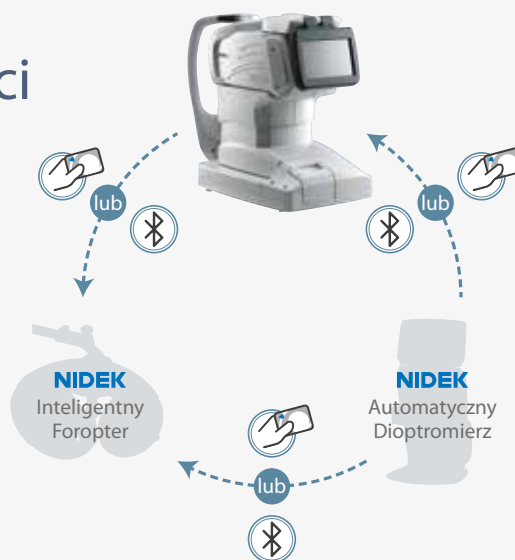 ci
lub
lub
NIDEK
Inteligentny
Foropter
NIDEK
Automatyczny
Dioptromierz
lub